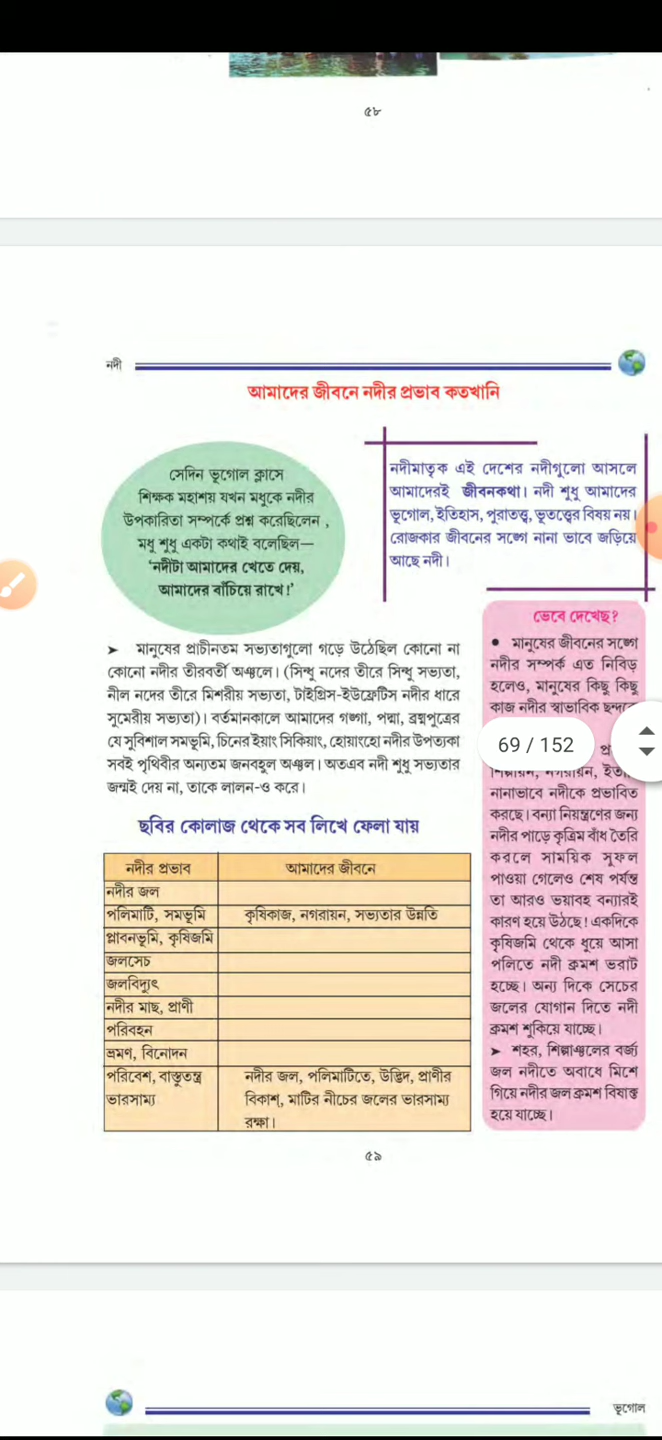 ৫৮
নদী
আমাদের জীবনে নদীর প্রভাব কতখানি
সেদিন ভূগোল ক্লাসে
শিক্ষক মহাশয় যখন মধুকে নদীর
উপকারিতা সম্পর্কে প্রশ্ন করেছিলেন ,
মধু শুধু একটা কথাই বলেছিল—
‘নদীটা আমাদের খেতে দেয়,
আমাদের বাঁচিয়ে রাখে!’
নদীমাতৃক এই দেশের নদীগুলো আসলে
আমাদেরই জীবনকথা। নদী শুধু আমাদের
ভূগোল, ইতিহাস, পুরাতত্ত্ব, ভূতত্ত্বের বিষয় নয়।
রোজকার জীবনের সঙ্গে নানা ভাবে জড়িয়ে
আছে নদী।
➤ মানুষের প্রাচীনতম সভ্যতাগুলো গড়ে উঠেছিল কোনো না
কোনো নদীর তীরবর্তী অঞ্চলে। (সিন্ধু নদের তীরে সিন্ধু সভ্যতা,
নীল নদের তীরে মিশরীয় সভ্যতা, টাইগ্রিস-ইউফ্রেটিস নদীর ধারে
সুমেরীয় সভ্যতা)। বর্তমানকালে আমাদের গঙ্গা, পদ্মা, ব্রহ্মপুত্রের
যে সুবিশাল সমভূমি, চিনের ইয়াং সিকিয়াং, হোয়াংহো নদীর উপত্যকা
সবই পৃথিবীর অন্যতম জনবহুল অঞ্চল। অতএব নদী শুধু সভ্যতার
জন্মই দেয় না, তাকে লালন-ও করে।
ছবির কোলাজ থেকে সব লিখে ফেলা যায়
নদীর প্রভাব আমাদের জীবনে
নদীর জল
পলিমাটি, সমভূমি কৃষিকাজ, নগরায়ন, সভ্যতার উন্নতি
প্লাবনভূমি, কৃষিজমি
জলসেচ
জলবিদ্যুৎ
নদীর মাছ, প্রাণী
পরিবহন
ভ্রমণ, বিনোদন
পরিবেশ, বাস্তুতন্ত্র নদীর জল, পলিমাটিতে, উদ্ভিদ, প্রাণীর
ভারসাম্য বিকাশ, মাটির নীচের জলের ভারসাম্য
রক্ষা।
ভেবে দেখেছ?
● মানুষের জীবনের সঙ্গে
নদীর সম্পর্ক এত নিবিড়
হলেও, মানুষের কিছু কিছু
কাজ নদীর স্বাভাবিক
69 / 152
শিল্পায়ন, নগরায়ন,
নানাভাবে নদীকে প্রভাবিত
করছে। বন্যা নিয়ন্ত্রণের জন্য
নদীর পাড়ে কৃত্রিম বাঁধ তৈরি
করলে সাময়িক সুফল
পাওয়া গেলেও শেষ পর্যন্ত
তা আরও ভয়াবহ বন্যারই
কারণ হয়ে উঠছে! একদিকে
কৃষিজমি থেকে ধুয়ে আসা
পলিতে নদী ক্রমশ ভরাট
হচ্ছে। অন্য দিকে সেচের
জলের যোগান দিতে নদী
ক্রমশ শুকিয়ে যাচ্ছে।
➤ শহর, শিল্পাঞ্চলের বর্জ্য
জল নদীতে অবাধে মিশে
গিয়ে নদীর জল ক্রমশ বিষাক্ত
হয়ে যাচ্ছে।
৫৯
ভূগোল